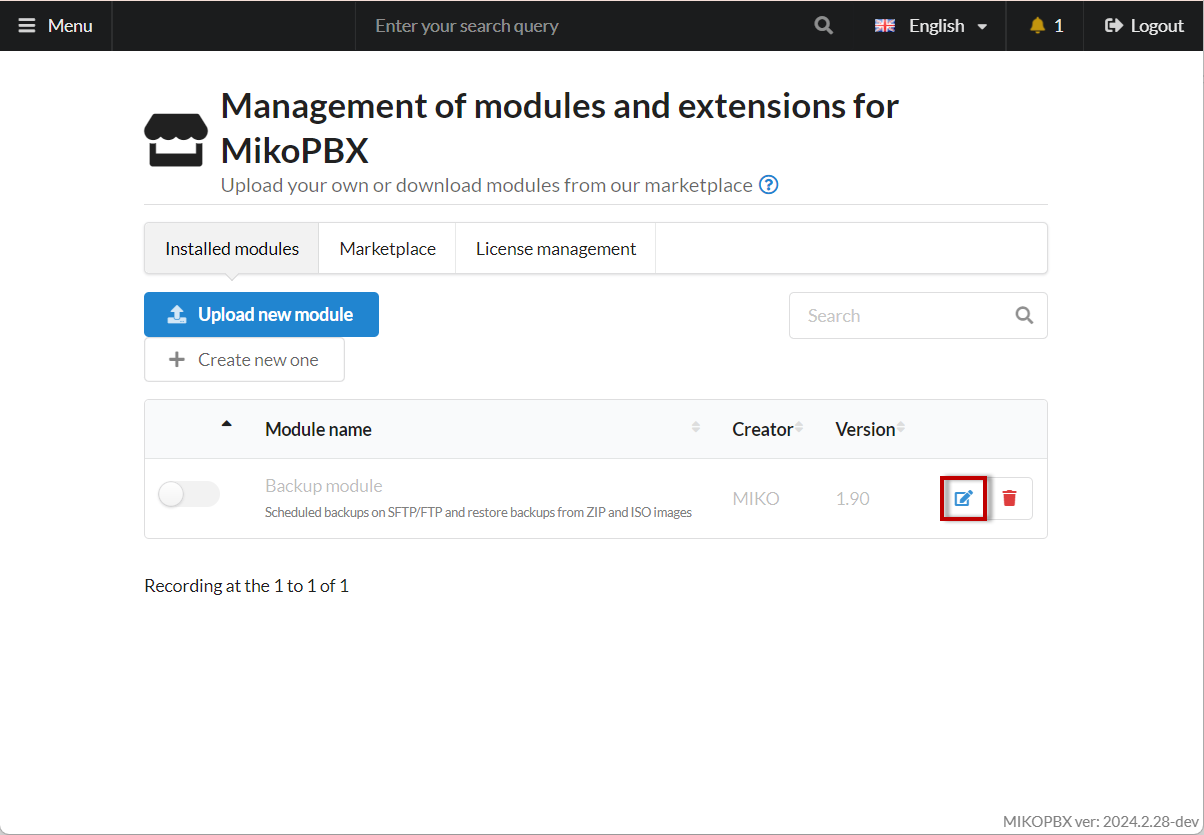 Menu
Enter your search query
English
1
Logout
Management of modules and extensions for
MikoPBX
Upload your own or download modules from our marketplace ?
Installed modules
Marketplace
License management
Upload new module
Search
Create new one
Module name
Creator
Version
Backup module
Scheduled backups on SFTP/FTP and restore backups from ZIP and ISO images
MIKO
1.90
Recording at the 1 to 1 of 1
MIKOPBX ver: 2024.2.28-dev